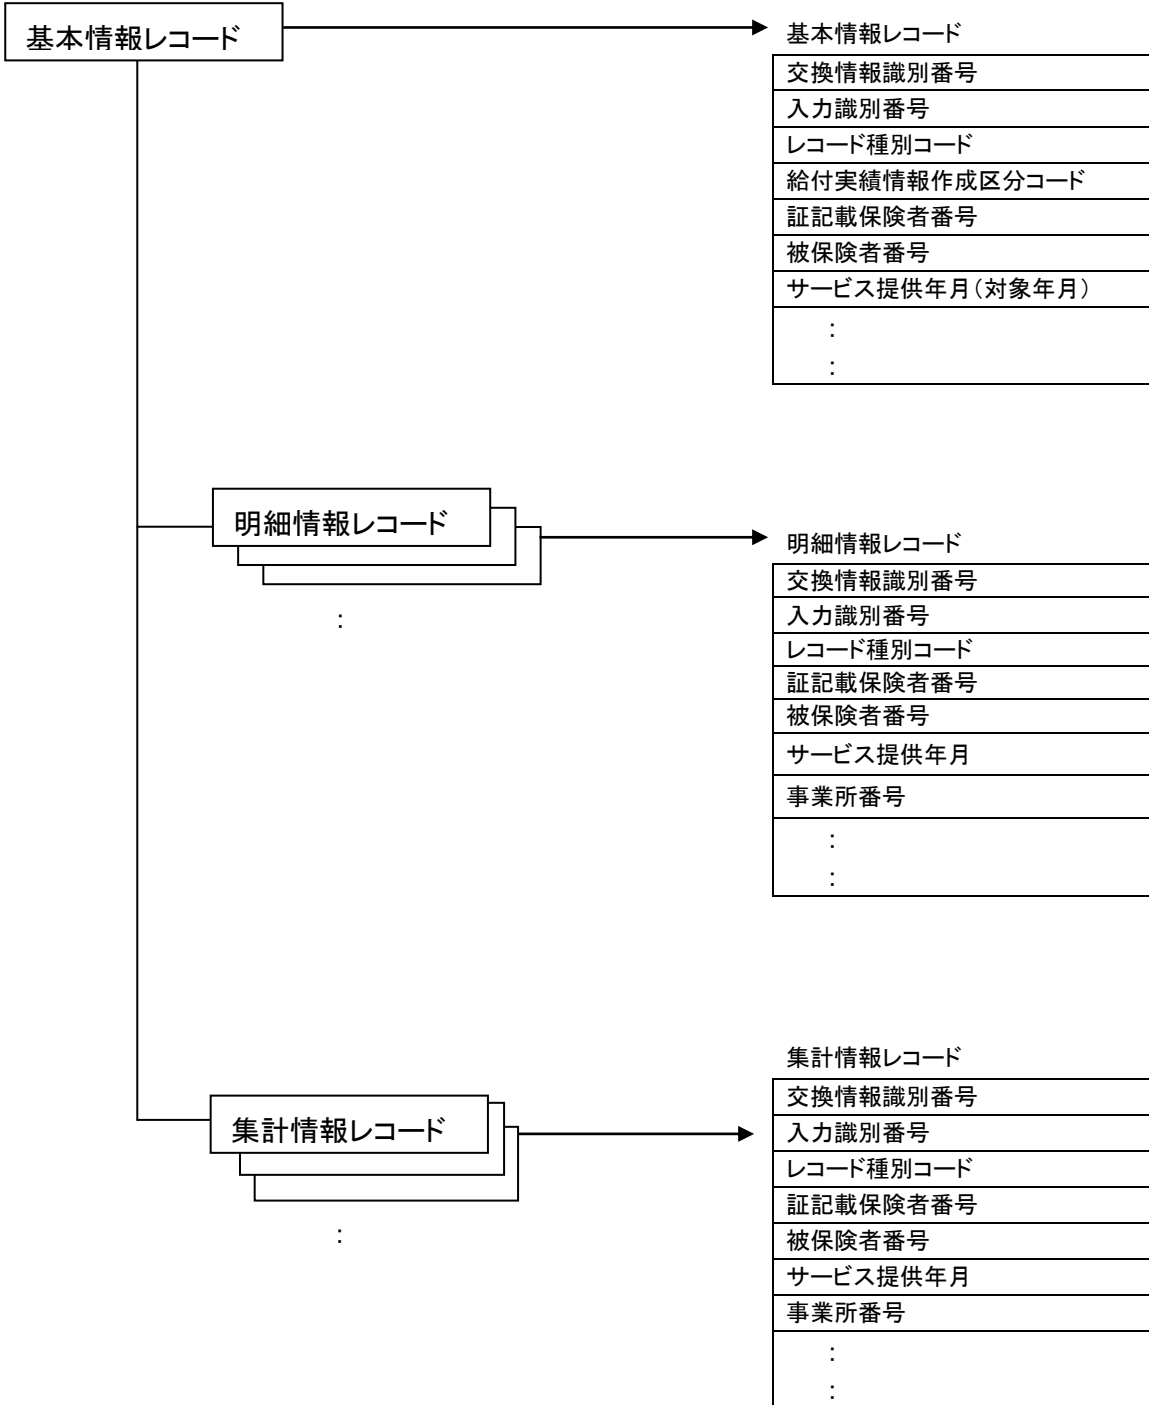 基本情報レコード
基本情報レコード
交換情報識別番号
入力識別番号
レコード種別コード
給付実績情報作成区分コード
証記載保険者番号
被保険者番号
サービス提供年月(対象年月)
:
:
明細情報レコード
:
明細情報レコード
交換情報識別番号
入力識別番号
レコード種別コード
証記載保険者番号
被保険者番号
サービス提供年月
事業所番号
:
:
集計情報レコード
:
集計情報レコード
交換情報識別番号
入力識別番号
レコード種別コード
証記載保険者番号
被保険者番号
サービス提供年月
事業所番号
:
: